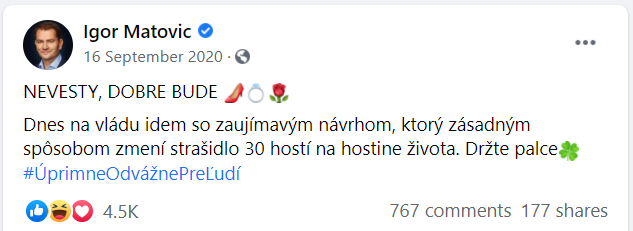 Igor Matovic
16 September 2020 ·
NEVESTY, DOBRE BUDE 👠💍🌹
Dnes na vládu idem so zaujímavým návrhom, ktorý zásadným
spôsobom zmení strašidlo 30 hostí na hostine života. Držte palce🍀
#ÚprimneOdvážnePreĽudí
4.5K 767 comments 177 shares